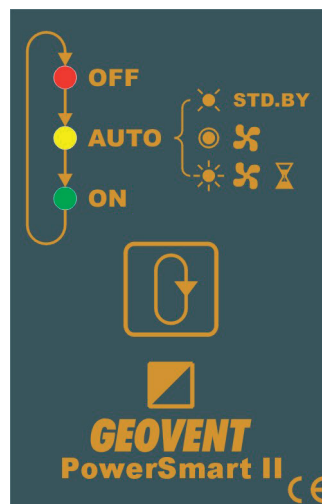 OFF
STD.BY
AUTO
ON
GEOVENT
PowerSmart II
CE